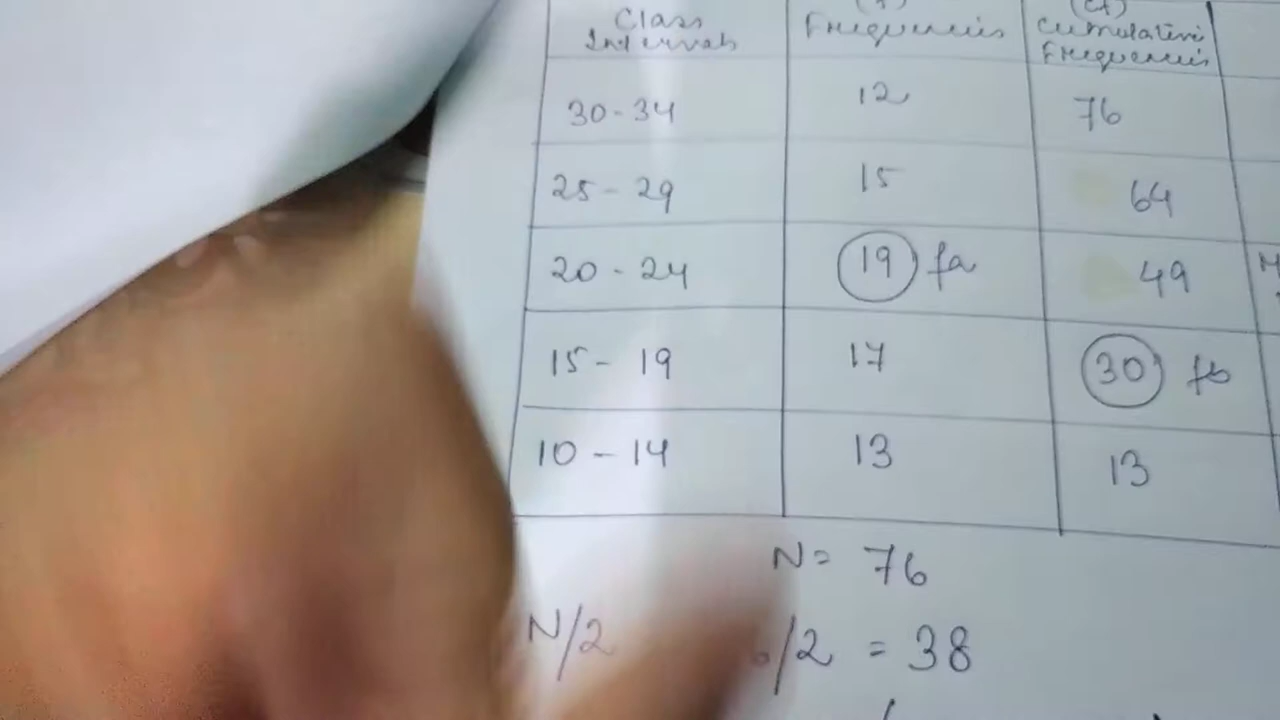 Class (f) (cf)
Intervals Frequencies Cumulative
Frequencies
30-34 12 76
25-29 15 64
20-24 19 fa 49
15-19 17 30 fb
10-14 13 13
N= 76
N/2 /2 = 38